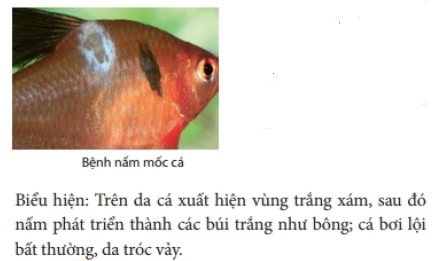 Bệnh nấm mốc cá
Biểu hiện: Trên da cá xuất hiện vùng trắng xám, sau đó
nấm phát triển thành các búi trắng như bông; cá bơi lội
bất thường, da tróc vảy.